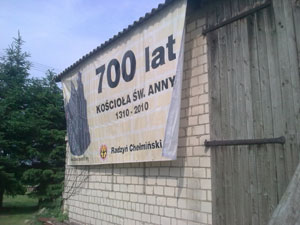 700 lat
KOŚCIOŁA ŚW. ANNY
1310 - 2010
Radzyń Chełmiński